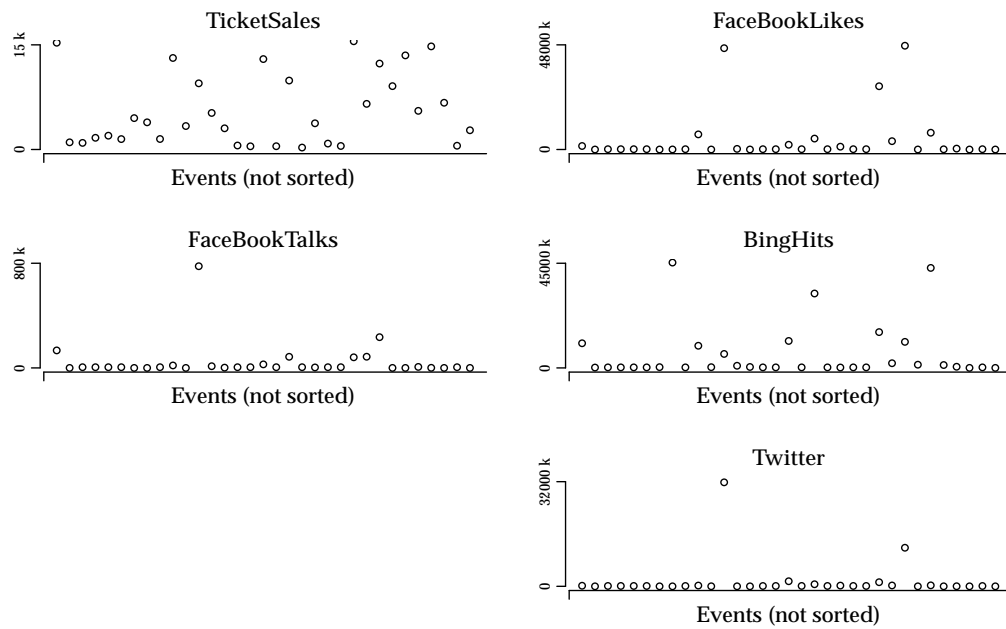 TicketSales
15 k
0
Events (not sorted)
FaceBookLikes
48000 k
0
Events (not sorted)
FaceBookTalks
800 k
0
Events (not sorted)
BingHits
45000 k
0
Events (not sorted)
Twitter
32000 k
0
Events (not sorted)